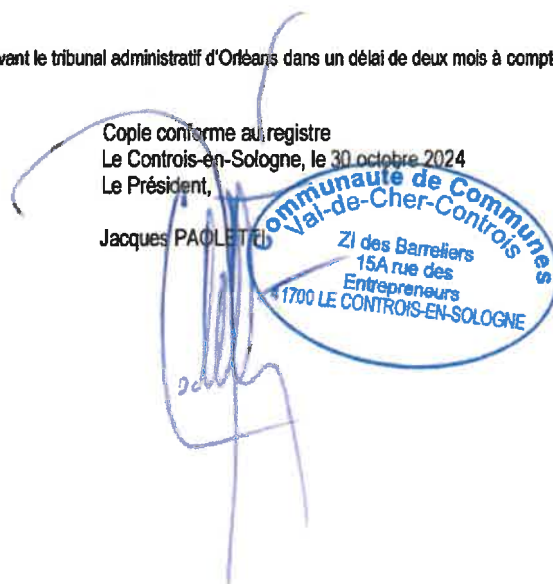 vant le tribunal administratif d'Orléans dans un délai de deux mois à compt
Copie conforme au registre
Le Controis-en-Sologne, le 30 octobre 2024
Le Président,
Jacques PAOLETTI
Communauté de Communes
Val-de-Cher-Controis
ZI des Barreliers
15A rue des
Entrepreneurs
41700 LE CONTROIS-EN-SOLOGNE